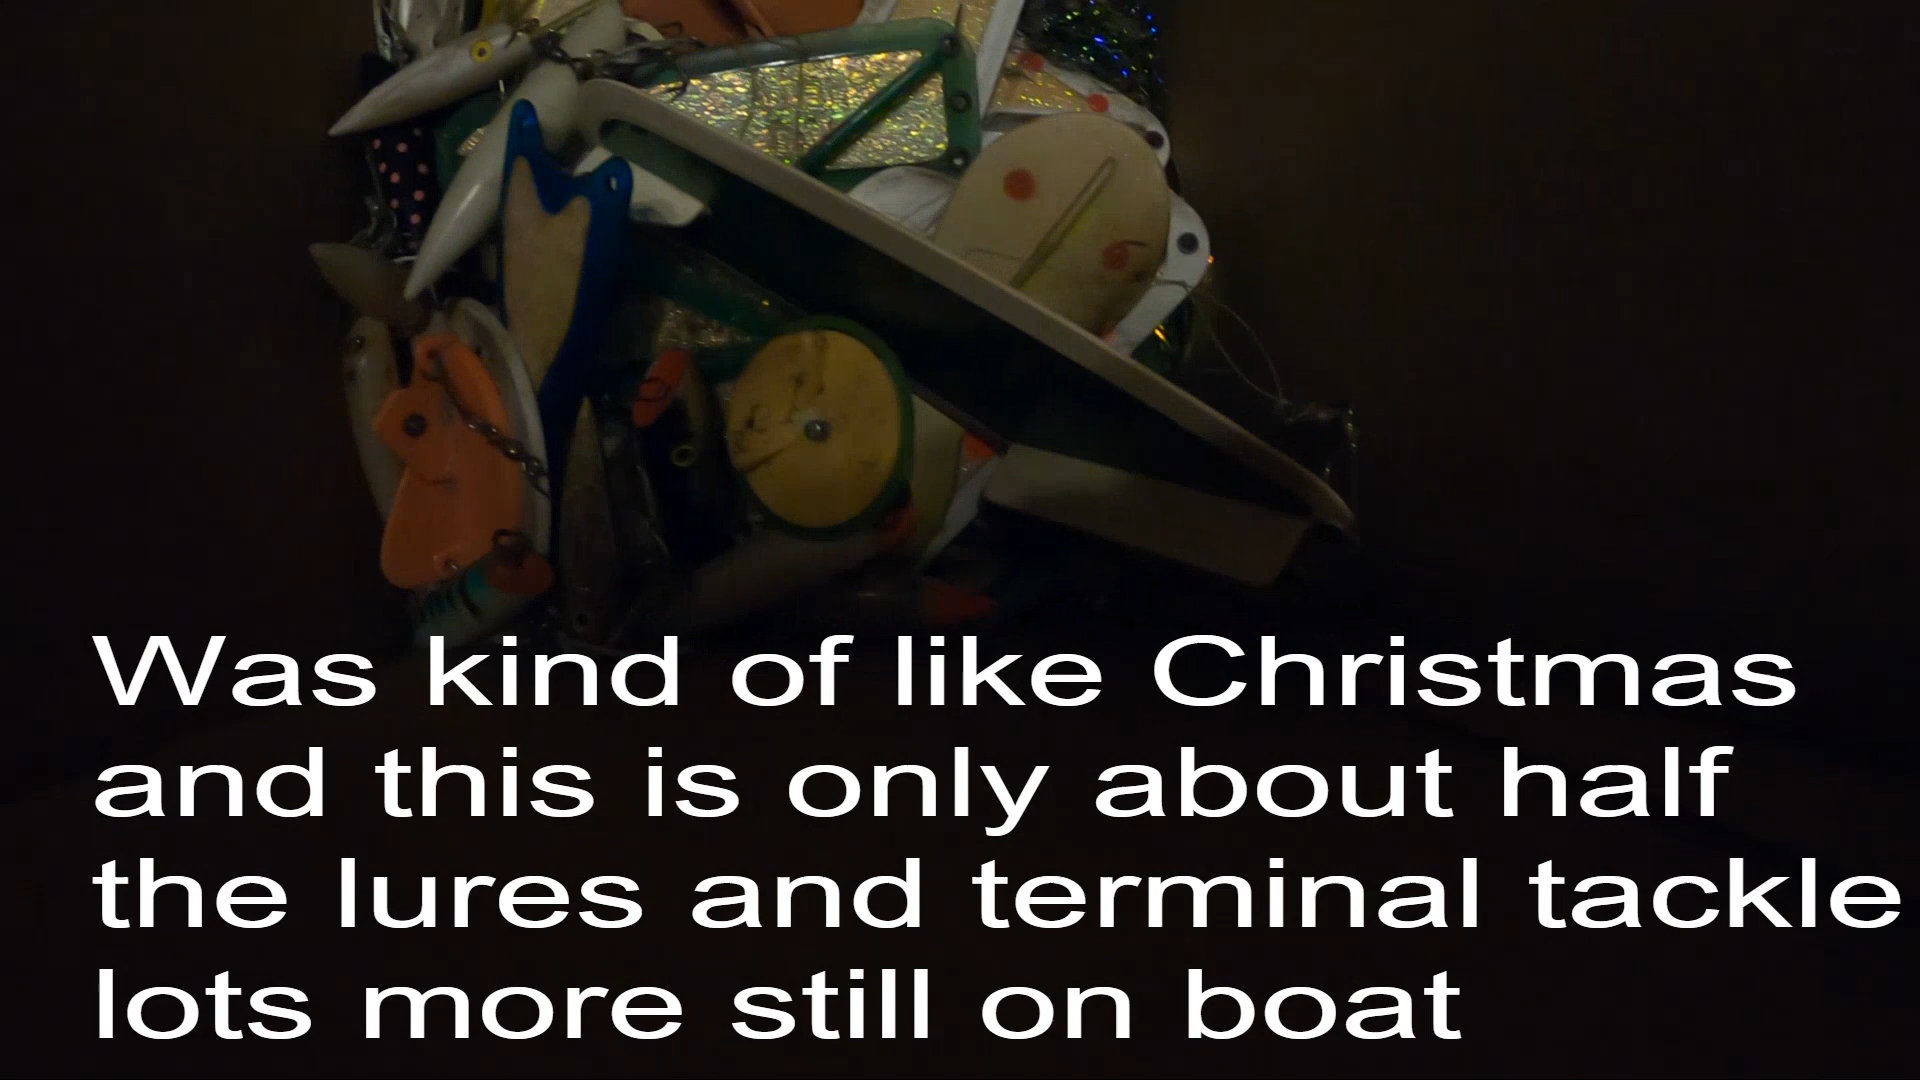 Was kind of like Christmas
and this is only about half
the lures and terminal tackle
lots more still on boat